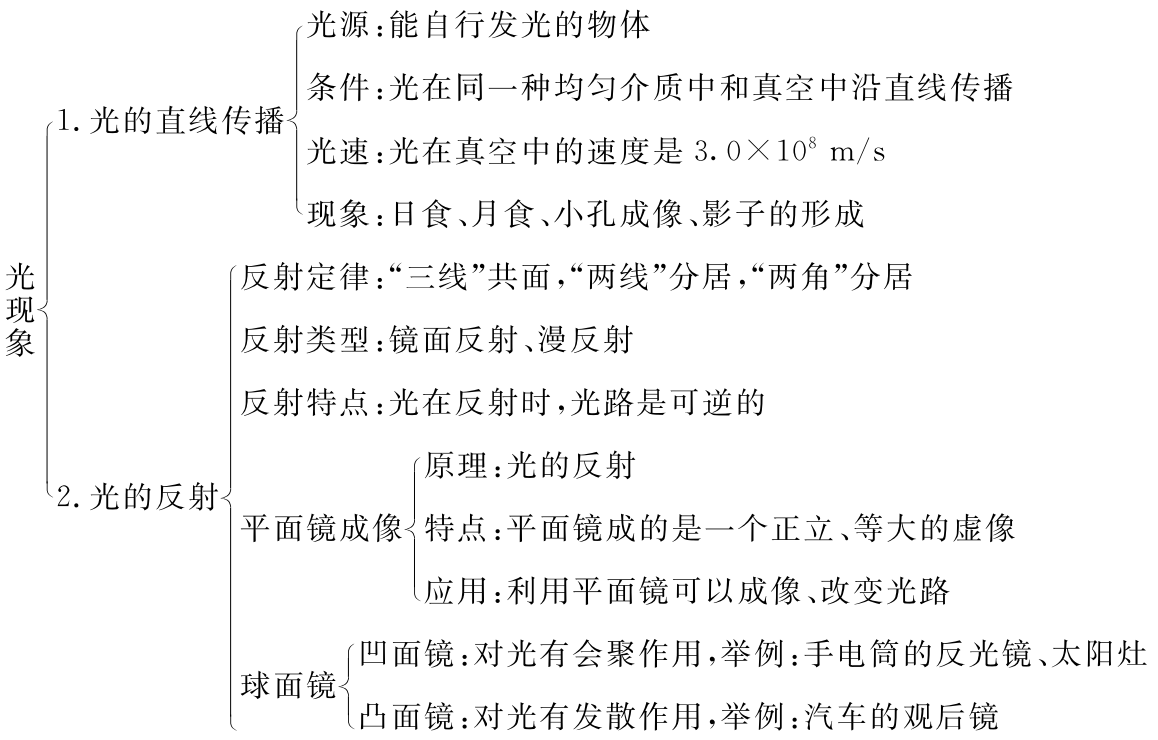 光现象
1. 光的直线传播
光源:能自行发光的物体
条件:光在同一种均匀介质中和真空中沿直线传播
光速:光在真空中的速度是 3.0×10⁸ m/s
现象:日食、月食、小孔成像、影子的形成
2. 光的反射
反射定律:“三线”共面,“两线”分居,“两角”分居
反射类型:镜面反射、漫反射
反射特点:光在反射时,光路是可逆的
平面镜成像
原理:光的反射
特点:平面镜成的是一个正立、等大的虚像
应用:利用平面镜可以成像、改变光路
球面镜
凹面镜:对光有会聚作用,举例:手电筒的反光镜、太阳灶
凸面镜:对光有发散作用,举例:汽车的观后镜